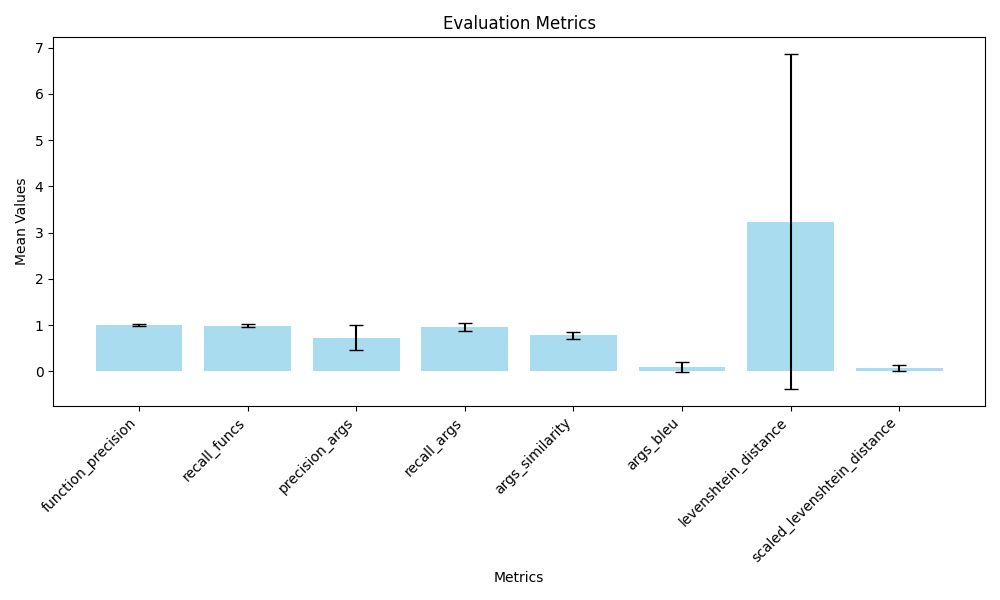 Evaluation Metrics
Mean Values
7
6
5
4
3
2
1
0
function_precision
recall_funcs
precision_args
recall_args
args_similarity
args_bleu
levenshtein_distance
scaled_levenshtein_distance
Metrics